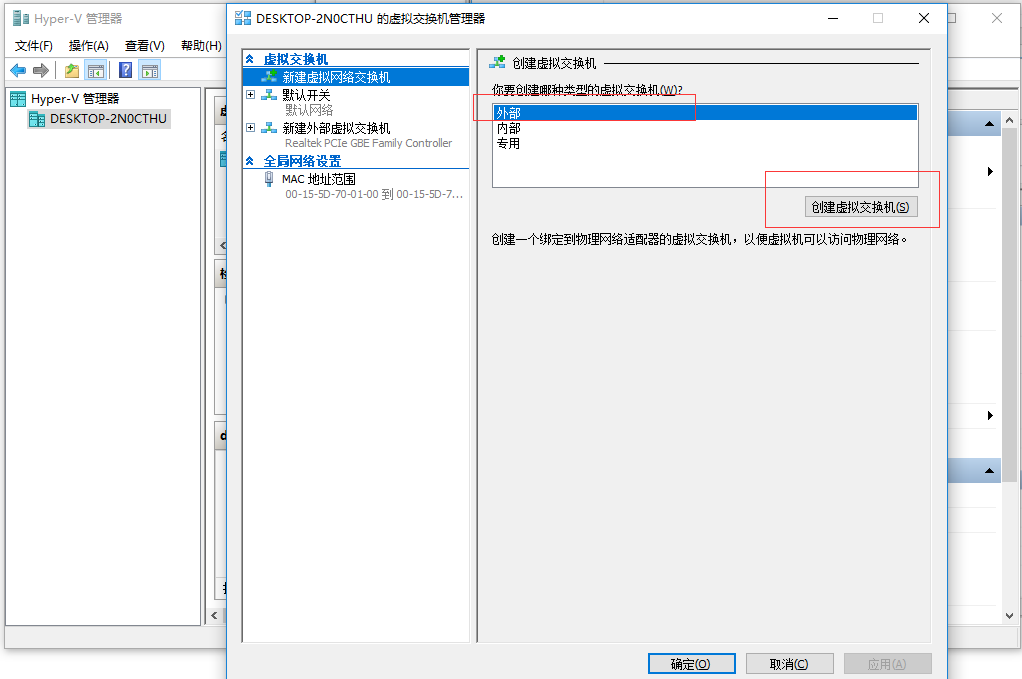 Hyper-V 管理器
文件(F) 操作(A) 查看(V) 帮助(H)
Hyper-V 管理器
DESKTOP-2N0CTHU
DESKTOP-2N0CTHU 的虚拟交换机管理器
虚拟交换机
新建虚拟网络交换机
默认开关
默认网络
新建外部虚拟交换机
Realtek PCIe GBE Family Controller
全局网络设置
MAC 地址范围
00-15-5D-70-01-00 到 00-15-5D-7...
创建虚拟交换机
你要创建哪种类型的虚拟交换机(W)?
外部
内部
专用
创建虚拟交换机(S)
创建一个绑定到物理网络适配器的虚拟交换机，以便虚拟机可以访问物理网络。
确定(O) 取消(C) 应用(A)